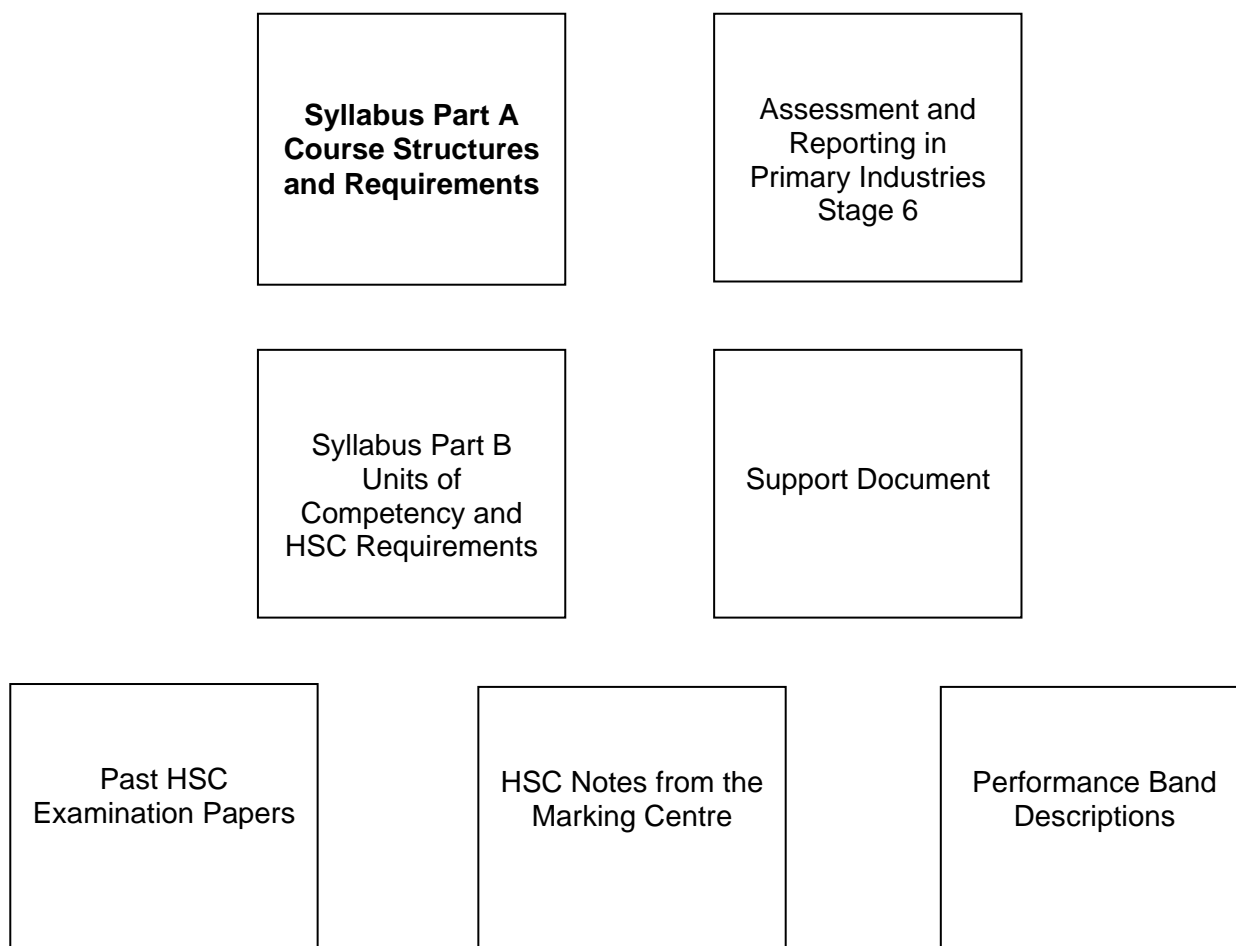 Syllabus Part A
Course Structures
and Requirements
Assessment and
Reporting in
Primary Industries
Stage 6
Syllabus Part B
Units of
Competency and
HSC Requirements
Support Document
Past HSC
Examination Papers
HSC Notes from the
Marking Centre
Performance Band
Descriptions